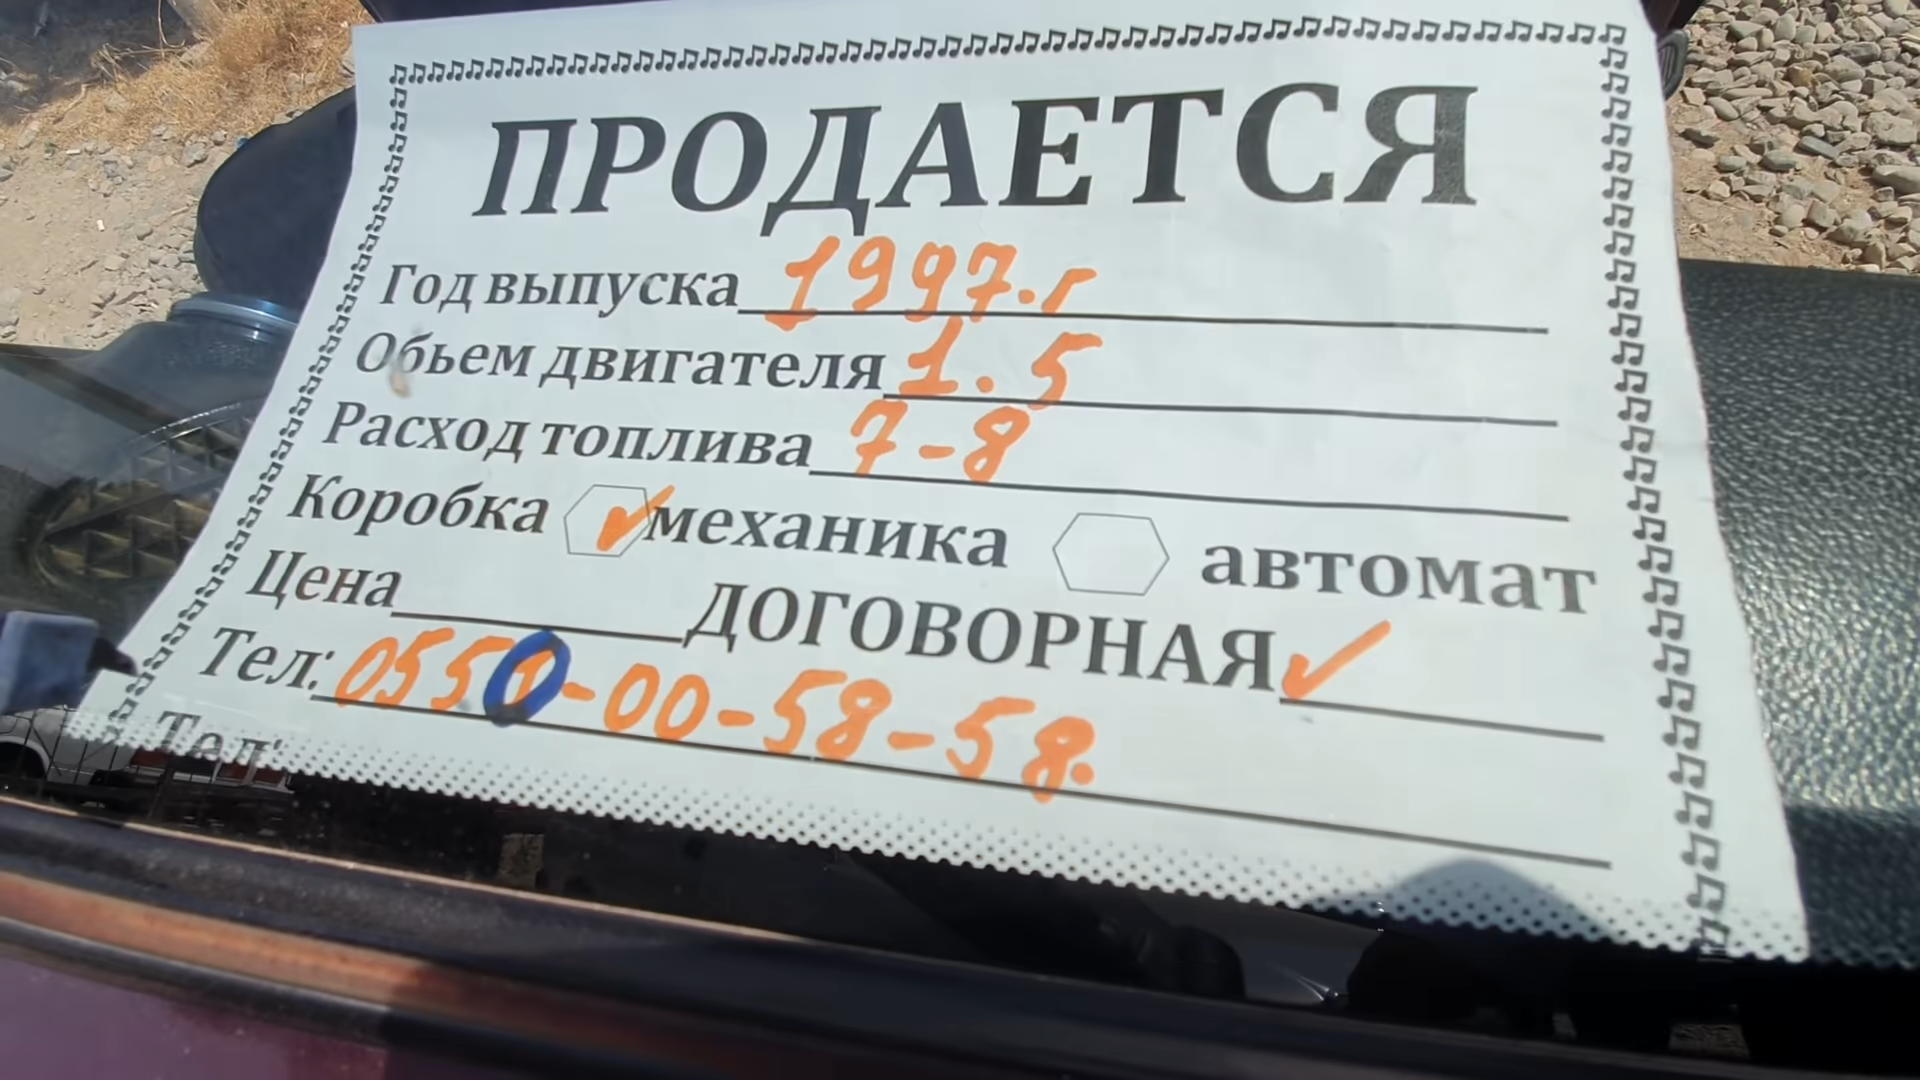 ПРОДАЕТСЯ
Год выпуска 1997.г
Обьем двигателя 1.5
Расход топлива 7-8
Коробка ✓ механика автомат
Цена ДОГОВОРНАЯ ✓
Тел: 0550-00-58-58.
Тел: